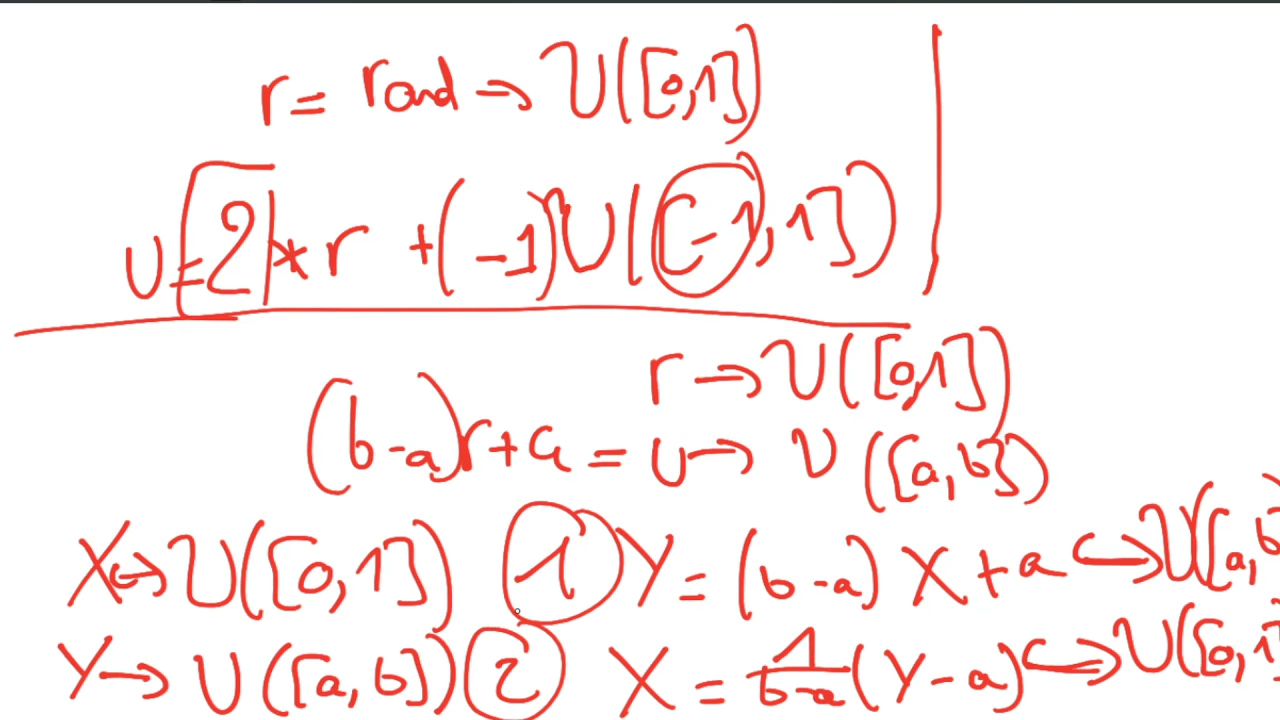 r = rand → U([0,1])
U = 2 * r + (-1) U([-1,1])
r → U([0,1])
(b-a)r + a = U → U([a,b])
X ↪ U([0,1]) 1 Y = (b-a) X + a ↪ U([a,b
Y → U([a,b]) 2 X = 1/(b-a) (Y-a) ↪ U([0,1]